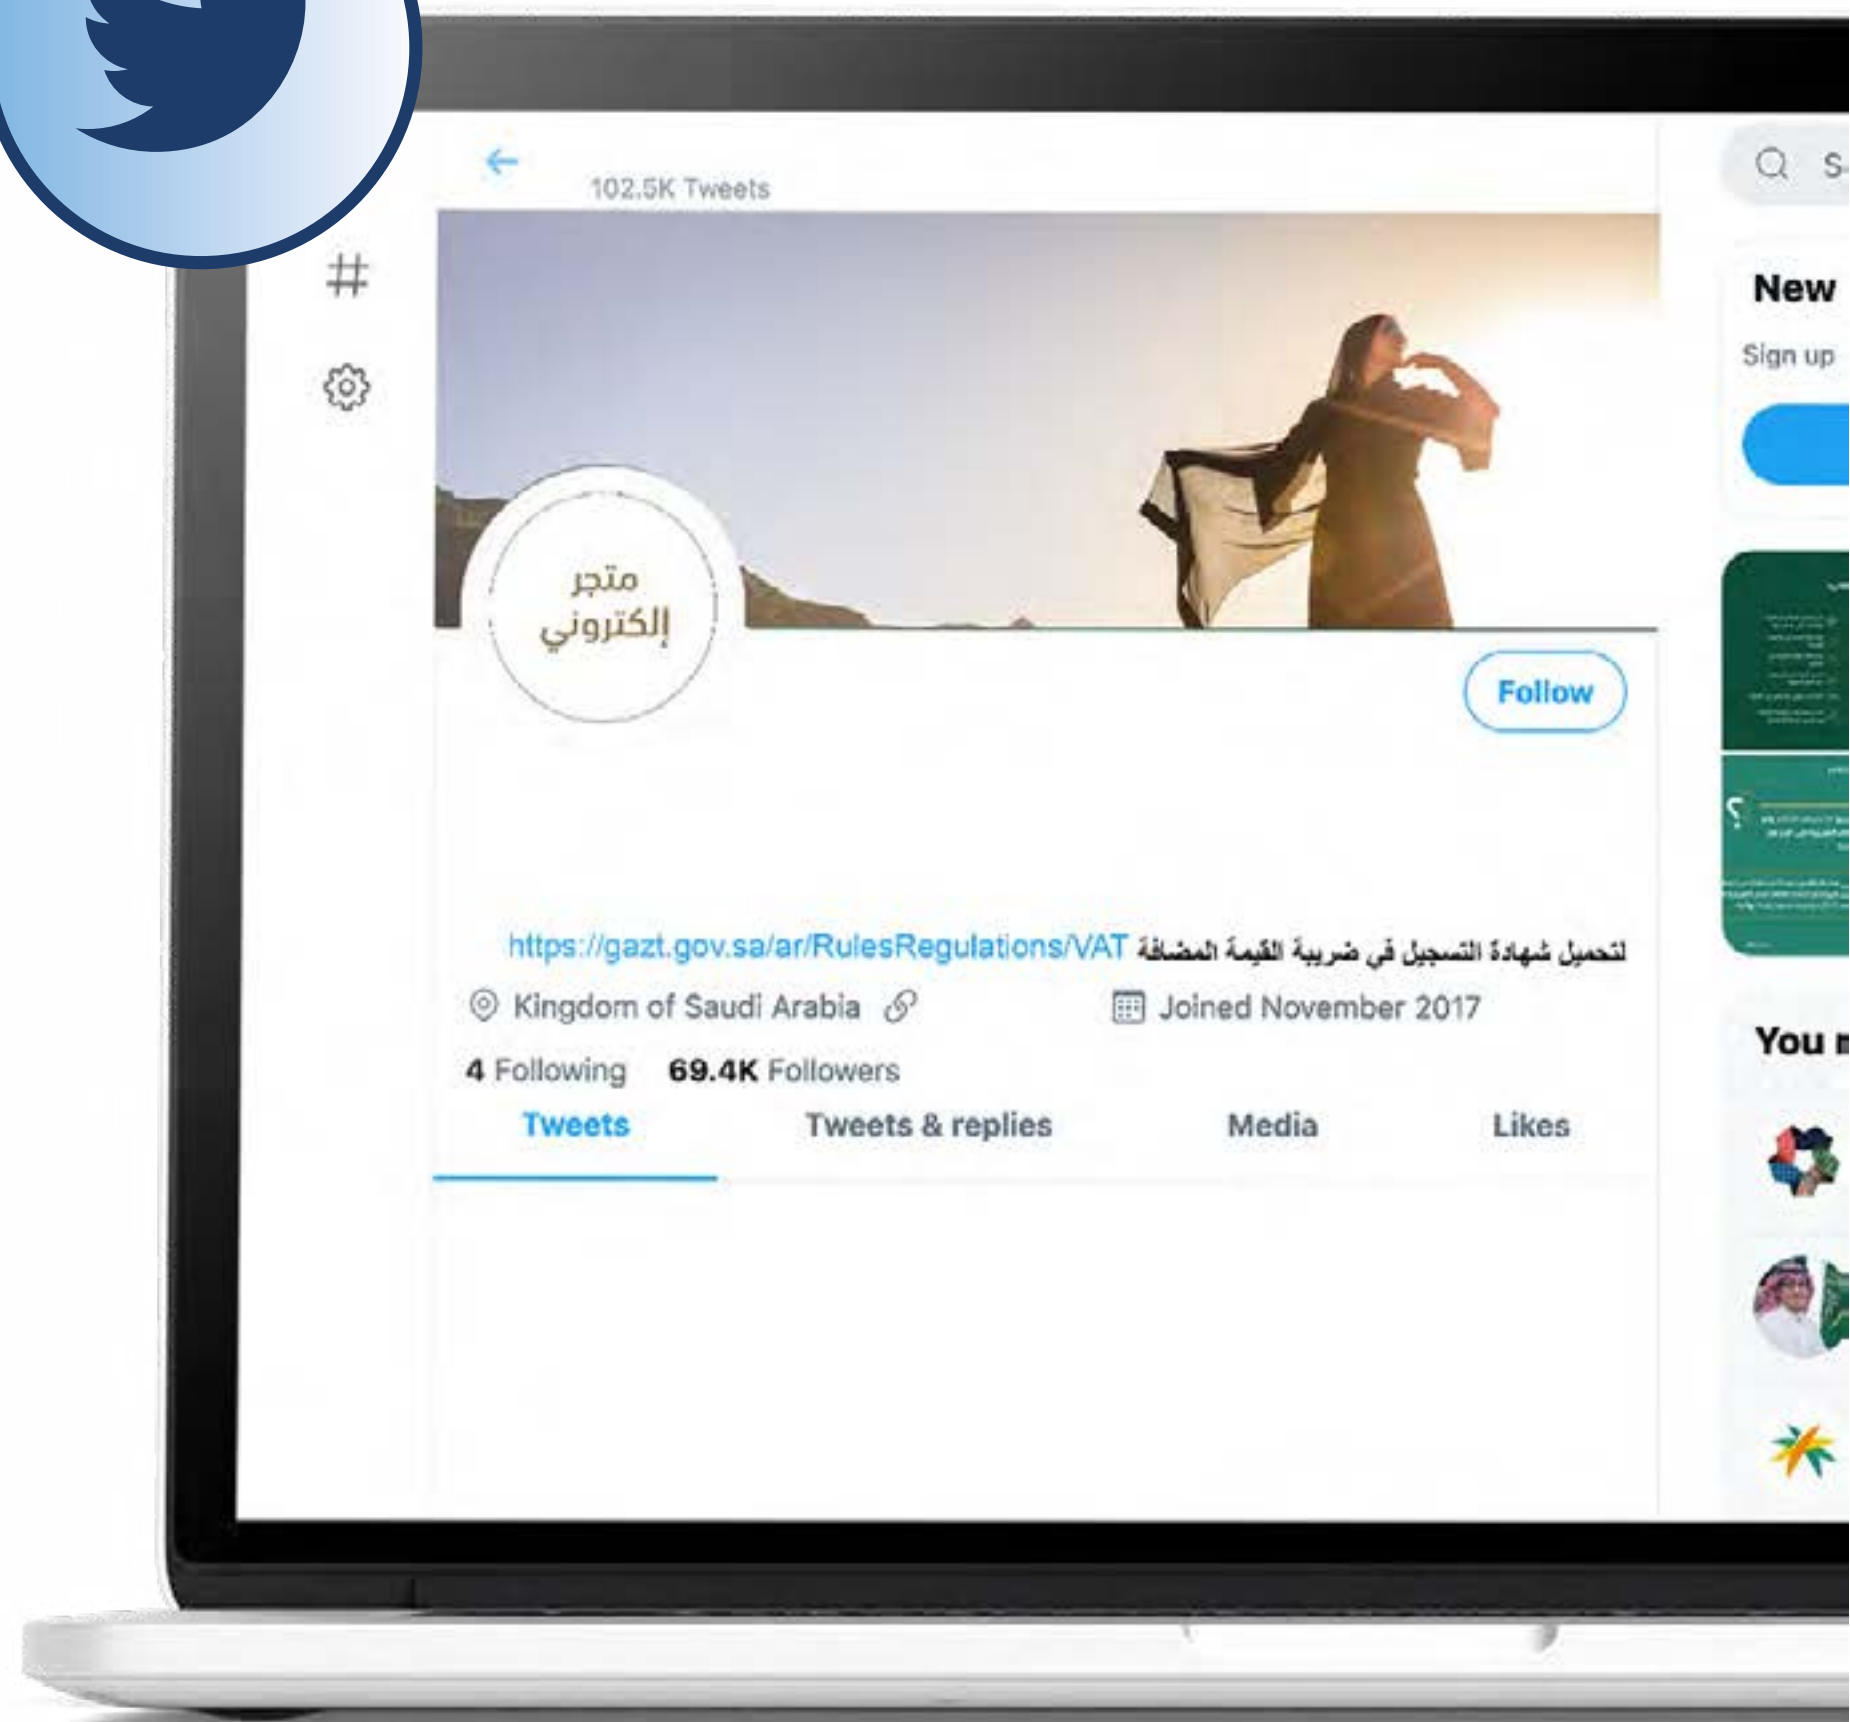 102.5K Tweets
متجر
إلكتروني
Follow
لتحميل شهادة التسجيل في ضريبة القيمة المضافة https://gazt.gov.sa/ar/RulesRegulations/VAT
Kingdom of Saudi Arabia
Joined November 2017
4 Following 69.4K Followers
Tweets Tweets & replies Media Likes
New
Sign up
؟
You